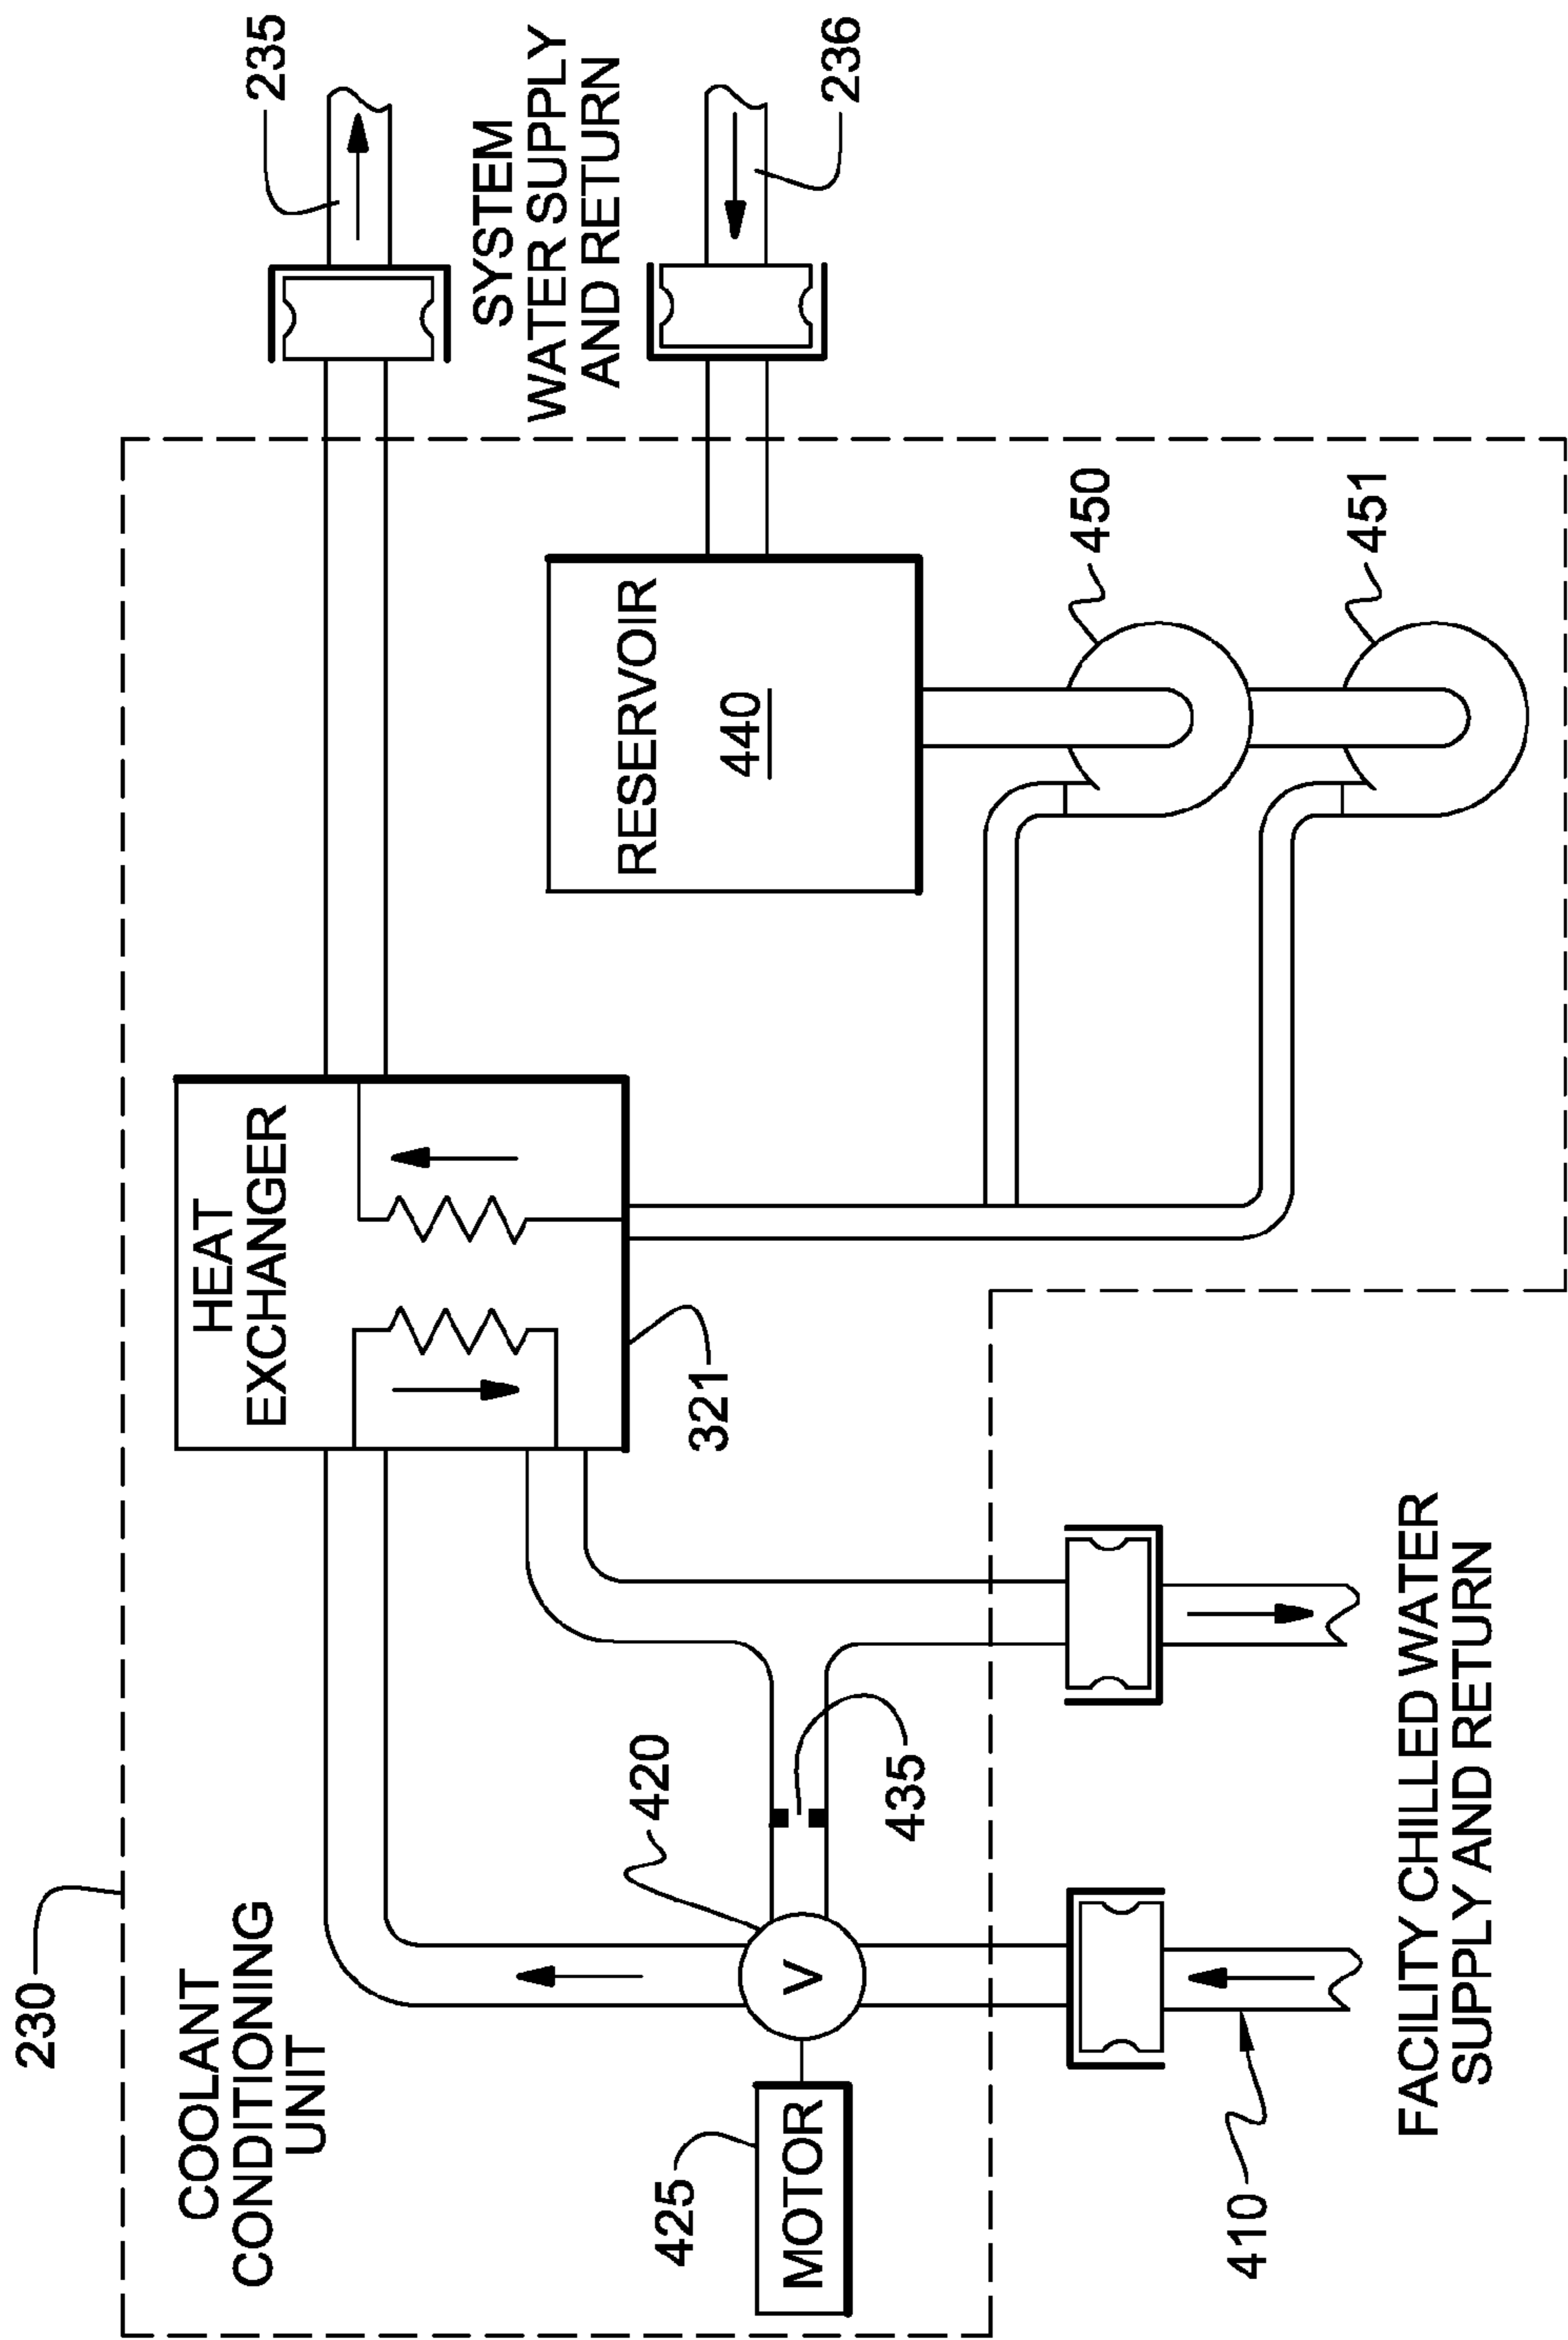 230
COOLANT
CONDITIONING
UNIT
HEAT
EXCHANGER
321
235
SYSTEM
WATER SUPPLY
AND RETURN
236
RESERVOIR
440
450
451
420
435
425
MOTOR
V
410
FACILITY CHILLED WATER
SUPPLY AND RETURN